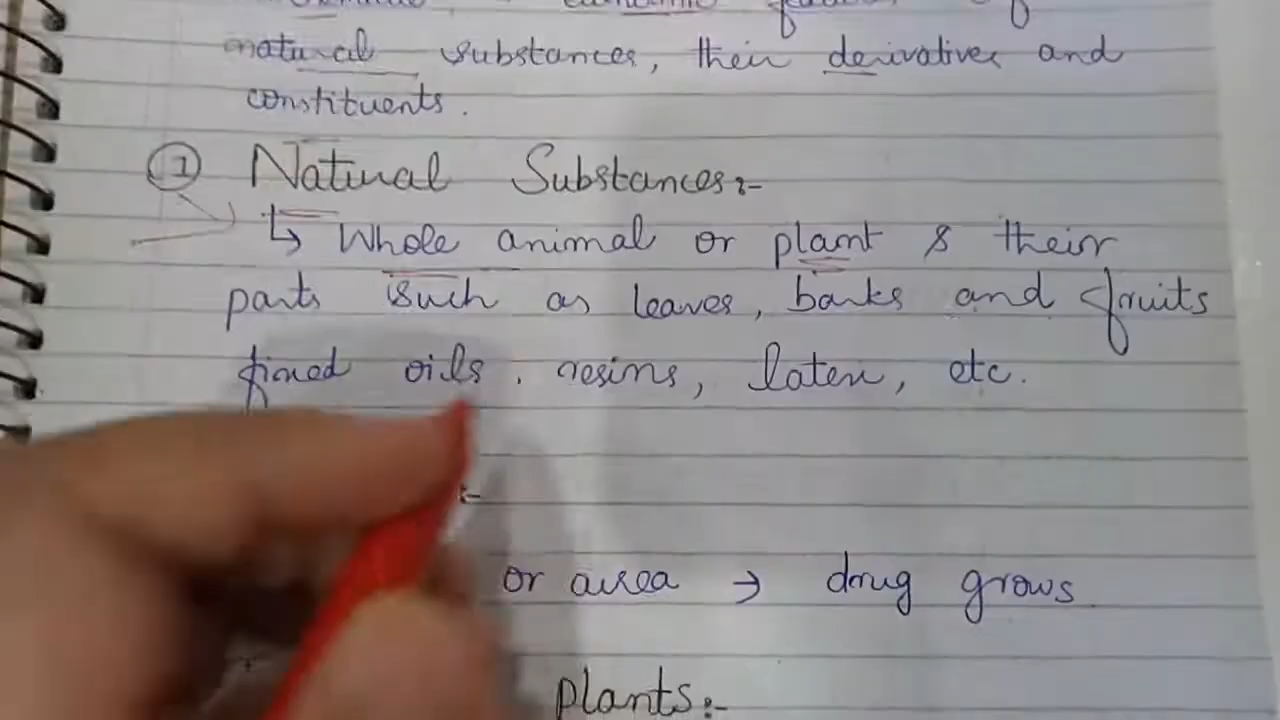 natural substances, their derivatives and
constituents.
① Natural Substances:-
↳ Whole animal or plant & their
parts such as leaves, barks and fruits
fixed oils, resins, latex, etc.
:-
or area → drug grows
plants:-